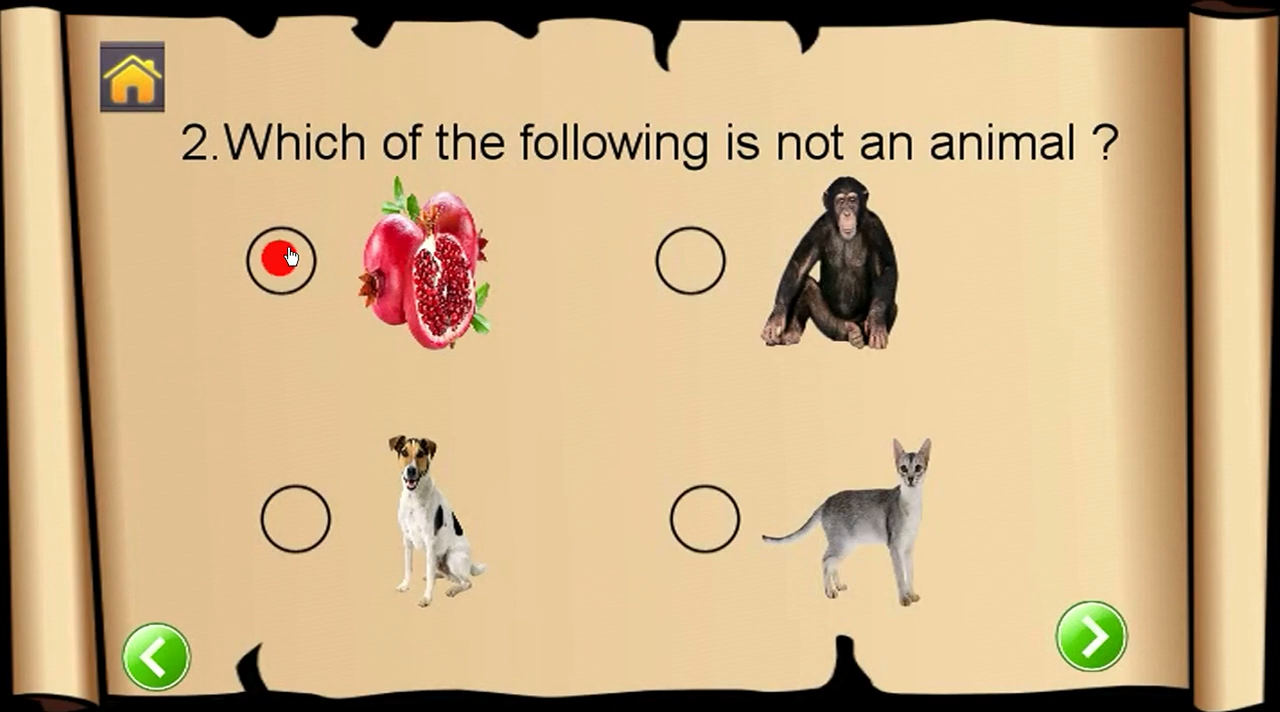 2.Which of the following is not an animal ?